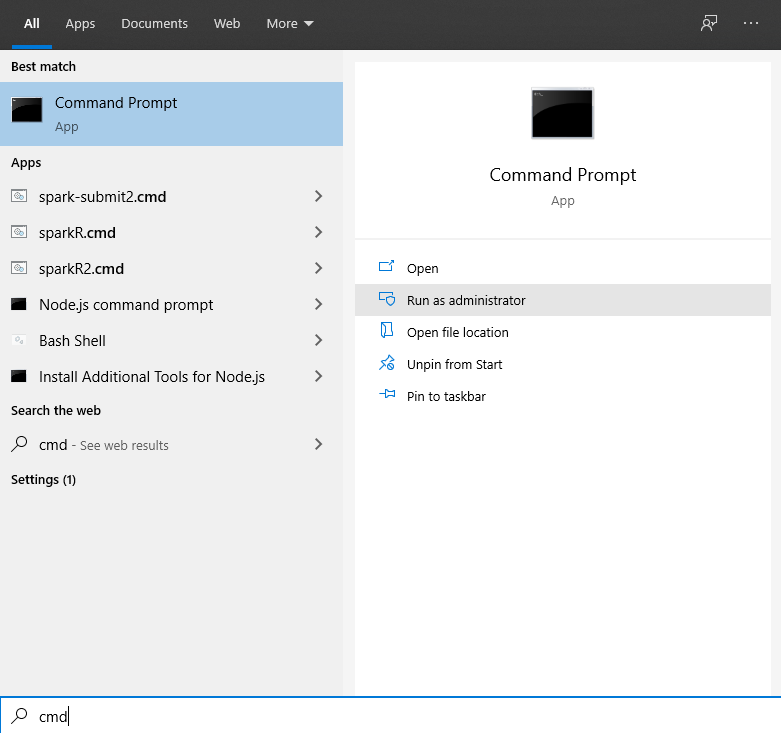 All Apps Documents Web More
Best match
Command Prompt
App
Apps
spark-submit2.cmd
sparkR.cmd
sparkR2.cmd
Node.js command prompt
Bash Shell
Install Additional Tools for Node.js
Search the web
cmd - See web results
Settings (1)
Command Prompt
App
Open
Run as administrator
Open file location
Unpin from Start
Pin to taskbar
cmd